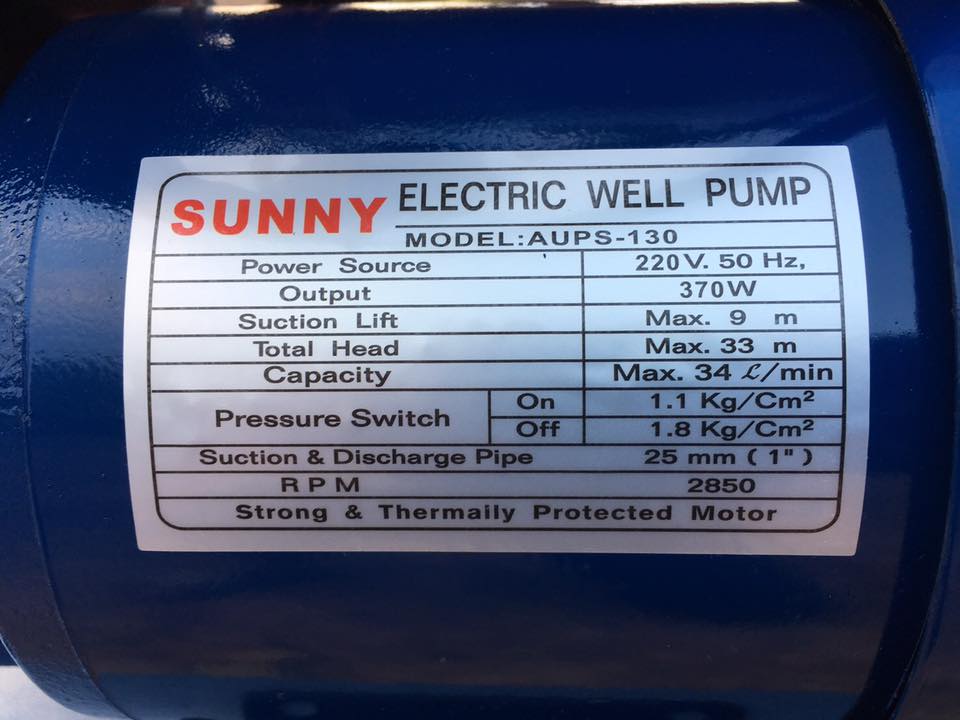 SUNNY ELECTRIC WELL PUMP
MODEL:AUPS-130
Power Source 220V. 50 Hz,
Output 370W
Suction Lift Max. 9 m
Total Head Max. 33 m
Capacity Max. 34 ℒ/min
Pressure Switch On 1.1 Kg/Cm²
Off 1.8 Kg/Cm²
Suction & Discharge Pipe 25 mm ( 1" )
R P M 2850
Strong & Thermally Protected Motor